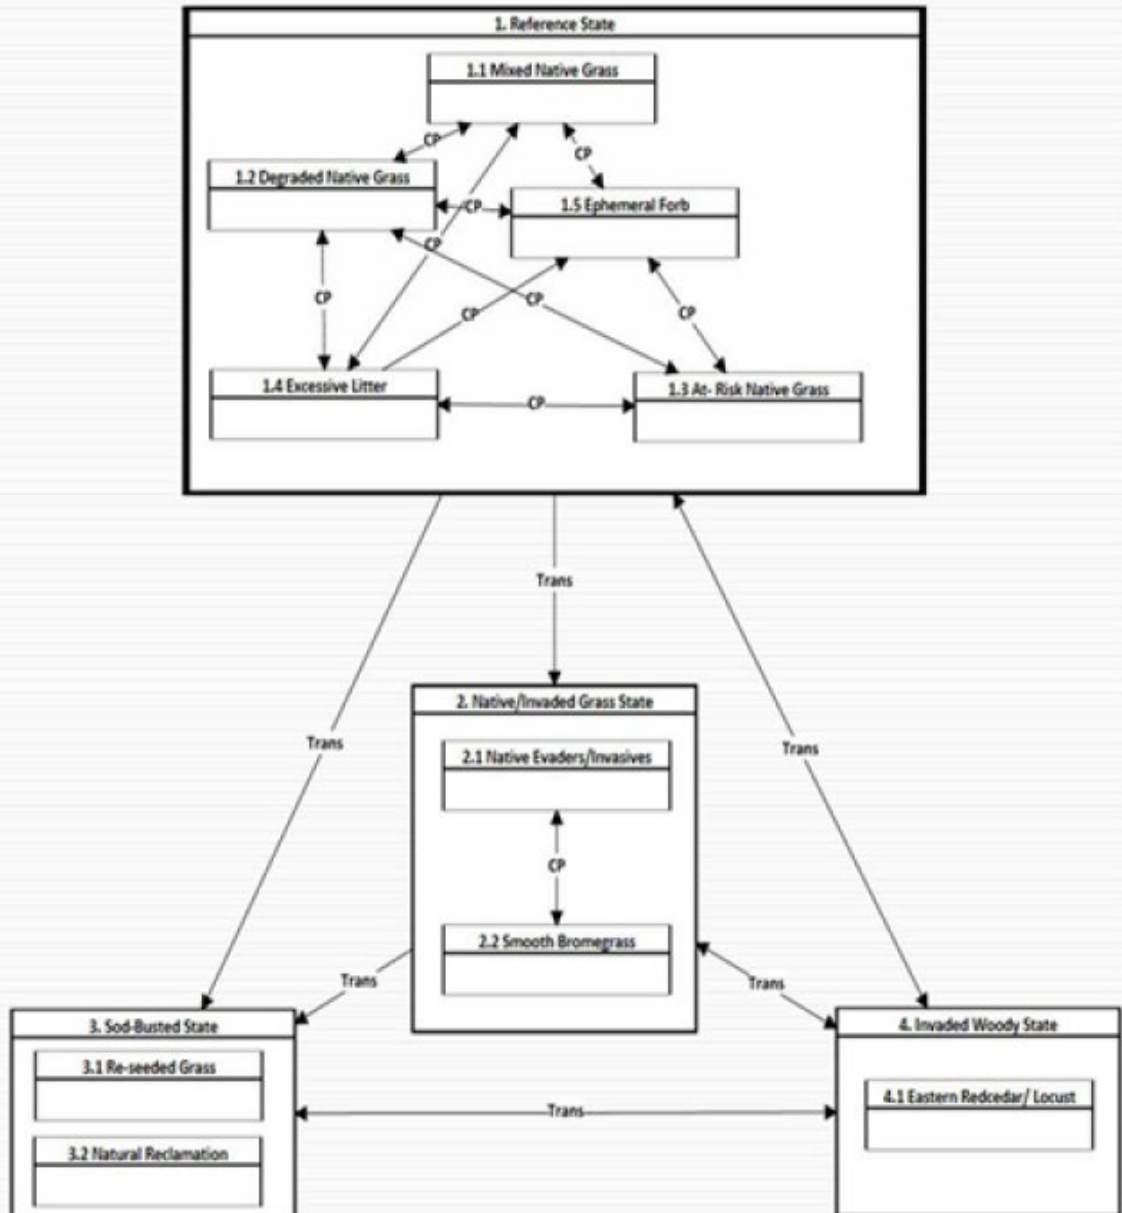 1. Reference State
1.1 Mixed Native Grass
CP
CP
1.2 Degraded Native Grass
1.5 Ephemeral Forb
CP
CP
CP
CP
CP
CP
1.4 Excessive Litter
1.3 At- Risk Native Grass
CP
Trans
Trans
Trans
2. Native/Invaded Grass State
2.1 Native Evaders/Invasives
CP
2.2 Smooth Bromegrass
Trans
Trans
3. Sod-Busted State
4. Invaded Woody State
3.1 Re-seeded Grass
4.1 Eastern Redcedar/ Locust
Trans
3.2 Natural Reclamation